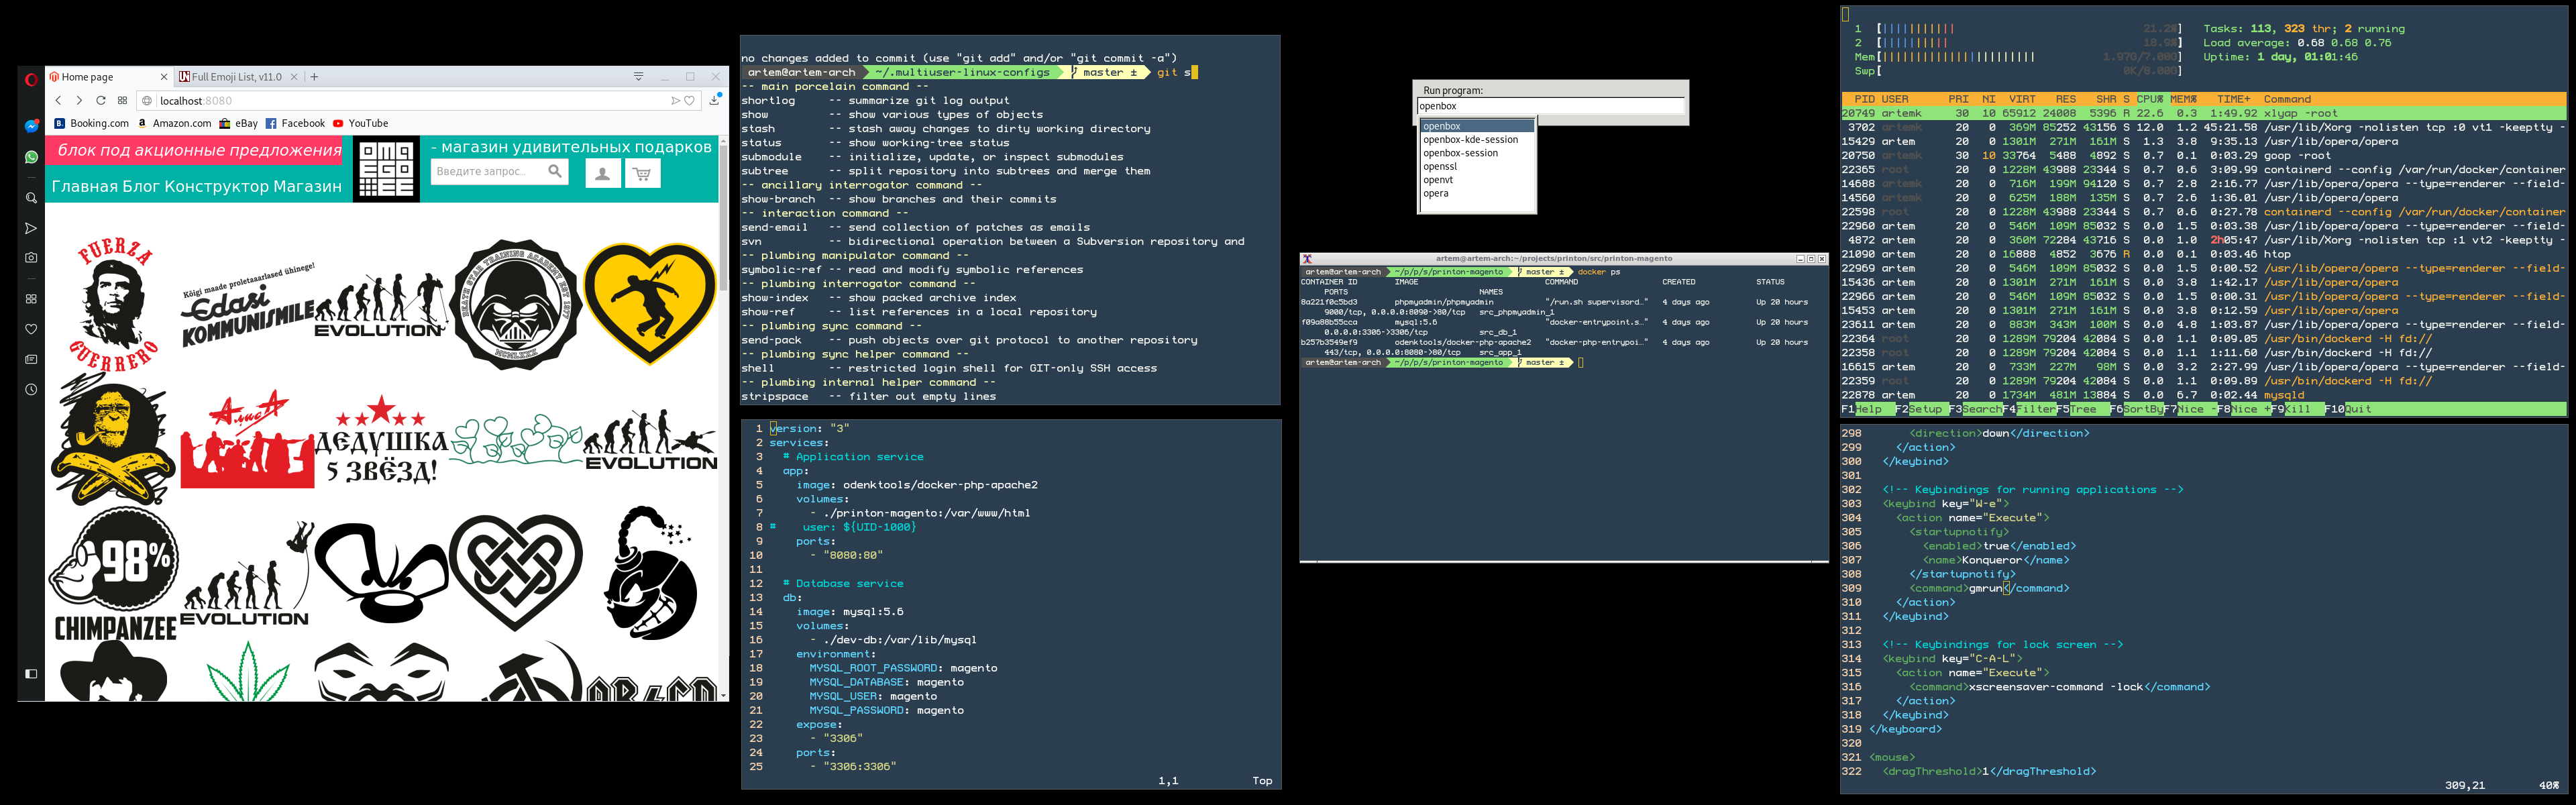 Home page
Full Emoji List, v11.0
localhost:8080
Booking.com Amazon.com eBay Facebook YouTube
блок под акционные предложения
- магазин удивительных подарков
OMG
TEE
Введите запрос...
Главная Блог Конструктор Магазин
FUERZA
GUERRERO
Kõigi maade proletaarlased ühinege!
Edasi
KOMMUNISMILE
EVOLUTION
DEATH STAR TRAINING ACADEMY EST 1977
MCMLXXX
АлисА
ДЕДУШКА
5 ЗВЁЗД!
EVOLUTION
98%
CHIMPANZEE
EVOLUTION
no changes added to commit (use "git add" and/or "git commit -a")
artem@artem-arch ~/.multiuser-linux-configs master ± git s
-- main porcelain command --
shortlog -- summarize git log output
show -- show various types of objects
stash -- stash away changes to dirty working directory
status -- show working-tree status
submodule -- initialize, update, or inspect submodules
subtree -- split repository into subtrees and merge them
-- ancillary interrogator command --
show-branch -- show branches and their commits
-- interaction command --
send-email -- send collection of patches as emails
svn -- bidirectional operation between a Subversion repository and
-- plumbing manipulator command --
symbolic-ref -- read and modify symbolic references
-- plumbing interrogator command --
show-index -- show packed archive index
show-ref -- list references in a local repository
-- plumbing sync command --
send-pack -- push objects over git protocol to another repository
-- plumbing sync helper command --
shell -- restricted login shell for GIT-only SSH access
-- plumbing internal helper command --
stripspace -- filter out empty lines
1 version: "3"
2 services:
3 # Application service
4 app:
5 image: odenktools/docker-php-apache2
6 volumes:
7 - ./printon-magento:/var/www/html
8 # user: ${UID-1000}
9 ports:
10 - "8080:80"
11
12 # Database service
13 db:
14 image: mysql:5.6
15 volumes:
16 - ./dev-db:/var/lib/mysql
17 environment:
18 MYSQL_ROOT_PASSWORD: magento
19 MYSQL_DATABASE: magento
20 MYSQL_USER: magento
21 MYSQL_PASSWORD: magento
22 expose:
23 - "3306"
24 ports:
25 - "3306:3306"
1,1 Top
Run program:
openbox
openbox
openbox-kde-session
openbox-session
openssl
openvt
opera
artem@artem-arch:~/projects/printon/src/printon-magento
artem@artem-arch ~/p/p/s/printon-magento master ± docker ps
CONTAINER ID IMAGE COMMAND CREATED STATUS
PORTS NAMES
8a221f0c5bd3 phpmyadmin/phpmyadmin "/run.sh supervisord…" 4 days ago Up 20 hours
9000/tcp, 0.0.0.0:8090->80/tcp src_phpmyadmin_1
f09a88b55cca mysql:5.6 "docker-entrypoint.s…" 4 days ago Up 20 hours
0.0.0.0:3306->3306/tcp src_db_1
b257b3549ef9 odenktools/docker-php-apache2 "docker-php-entrypoi…" 4 days ago Up 20 hours
443/tcp, 0.0.0.0:8080->80/tcp src_app_1
artem@artem-arch ~/p/p/s/printon-magento master ±
1 [ 21.2%] Tasks: 113, 323 thr; 2 running
2 [ 18.9%] Load average: 0.68 0.68 0.76
Mem[ 1.97G/7.80G] Uptime: 1 day, 01:01:46
Swp[ 0K/8.00G]
PID USER PRI NI VIRT RES SHR S CPU% MEM% TIME+ Command
20749 artemk 30 10 65912 24008 5396 R 22.6 0.3 1:49.92 xlyap -root
3702 artemk 20 0 369M 85252 43156 S 12.0 1.2 45:21.58 /usr/lib/Xorg -nolisten tcp :0 vt1 -keeptty -
15429 artem 20 0 1301M 271M 161M S 1.3 3.8 9:35.13 /usr/lib/opera/opera
20750 artemk 30 10 33764 5488 4892 S 0.7 0.1 0:03.29 goop -root
22365 root 20 0 1228M 43988 23344 S 0.7 0.6 3:09.99 containerd --config /var/run/docker/container
14688 artemk 20 0 716M 199M 94120 S 0.7 2.8 2:16.77 /usr/lib/opera/opera --type=renderer --field-
14560 artemk 20 0 625M 188M 135M S 0.7 2.6 1:36.01 /usr/lib/opera/opera
22598 root 20 0 1228M 43988 23344 S 0.7 0.6 0:27.78 containerd --config /var/run/docker/container
22960 artem 20 0 546M 109M 85032 S 0.0 1.5 0:03.38 /usr/lib/opera/opera --type=renderer --field-
4872 artem 20 0 360M 72284 43716 S 0.0 1.0 2h05:47 /usr/lib/Xorg -nolisten tcp :1 vt2 -keeptty -
21090 artem 20 0 16888 4852 3676 R 0.0 0.1 0:03.46 htop
22969 artem 20 0 546M 109M 85032 S 0.0 1.5 0:00.52 /usr/lib/opera/opera --type=renderer --field-
15436 artem 20 0 1301M 271M 161M S 0.0 3.8 1:42.17 /usr/lib/opera/opera
22966 artem 20 0 546M 109M 85032 S 0.0 1.5 0:00.31 /usr/lib/opera/opera --type=renderer --field-
15453 artem 20 0 1301M 271M 161M S 0.0 3.8 0:12.59 /usr/lib/opera/opera
23611 artem 20 0 883M 343M 100M S 0.0 4.8 1:03.87 /usr/lib/opera/opera --type=renderer --field-
22364 root 20 0 1289M 79204 42084 S 0.0 1.1 0:09.05 /usr/bin/dockerd -H fd://
22358 root 20 0 1289M 79204 42084 S 0.0 1.1 1:11.60 /usr/bin/dockerd -H fd://
16615 artem 20 0 733M 227M 98M S 0.0 3.2 2:27.99 /usr/lib/opera/opera --type=renderer --field-
22359 root 20 0 1289M 79204 42084 S 0.0 1.1 0:09.89 /usr/bin/dockerd -H fd://
22878 artem 20 0 1734M 481M 13884 S 0.0 6.7 0:02.44 mysqld
F1Help F2Setup F3SearchF4FilterF5Tree F6SortByF7Nice -F8Nice +F9Kill F10Quit
298 <direction>down</direction>
299 </action>
300 </keybind>
301
302 <!-- Keybindings for running applications -->
303 <keybind key="W-e">
304 <action name="Execute">
305 <startupnotify>
306 <enabled>true</enabled>
307 <name>Konqueror</name>
308 </startupnotify>
309 <command>gmrun</command>
310 </action>
311 </keybind>
312
313 <!-- Keybindings for lock screen -->
314 <keybind key="C-A-L">
315 <action name="Execute">
316 <command>xscreensaver-command -lock</command>
317 </action>
318 </keybind>
319 </keyboard>
320
321 <mouse>
322 <dragThreshold>1</dragThreshold>
309,21 40%